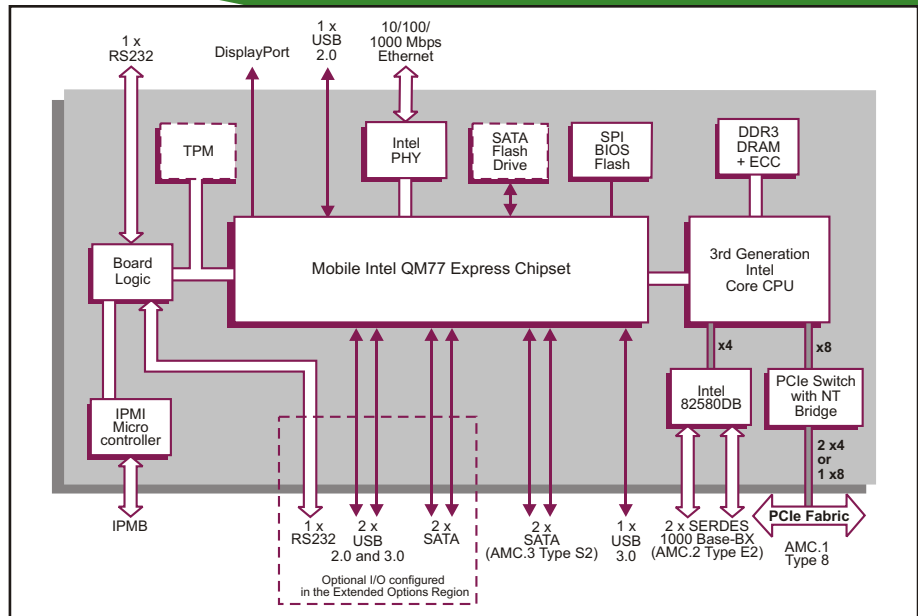 1 x
RS232
DisplayPort
1 x
USB
2.0
10/100/
1000 Mbps
Ethernet
TPM
Intel
PHY
SATA
Flash
Drive
SPI
BIOS
Flash
DDR3
DRAM
+ ECC
Board
Logic
Mobile Intel QM77 Express Chipset
3rd Generation
Intel
Core CPU
x4
x8
IPMI
Micro
controller
Intel
82580DB
PCIe Switch
with NT
Bridge
2 x4
or
1 x8
IPMB
1 x
RS232
2 x
USB
2.0 and 3.0
2 x
SATA
Optional I/O configured
in the Extended Options Region
2 x
SATA
(AMC.3 Type S2)
1 x
USB
3.0
2 x SERDES
1000 Base-BX
(AMC.2 Type E2)
PCIe Fabric
AMC.1
Type 8